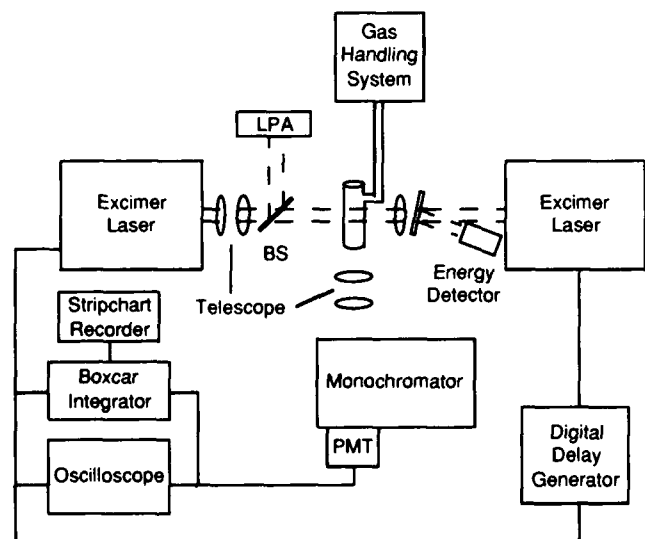 Gas
Handling
System
LPA
Excimer
Laser
BS
Excimer
Laser
Energy
Detector
Telescope
Stripchart
Recorder
Boxcar
Integrator
Monochromator
PMT
Oscilloscope
Digital
Delay
Generator